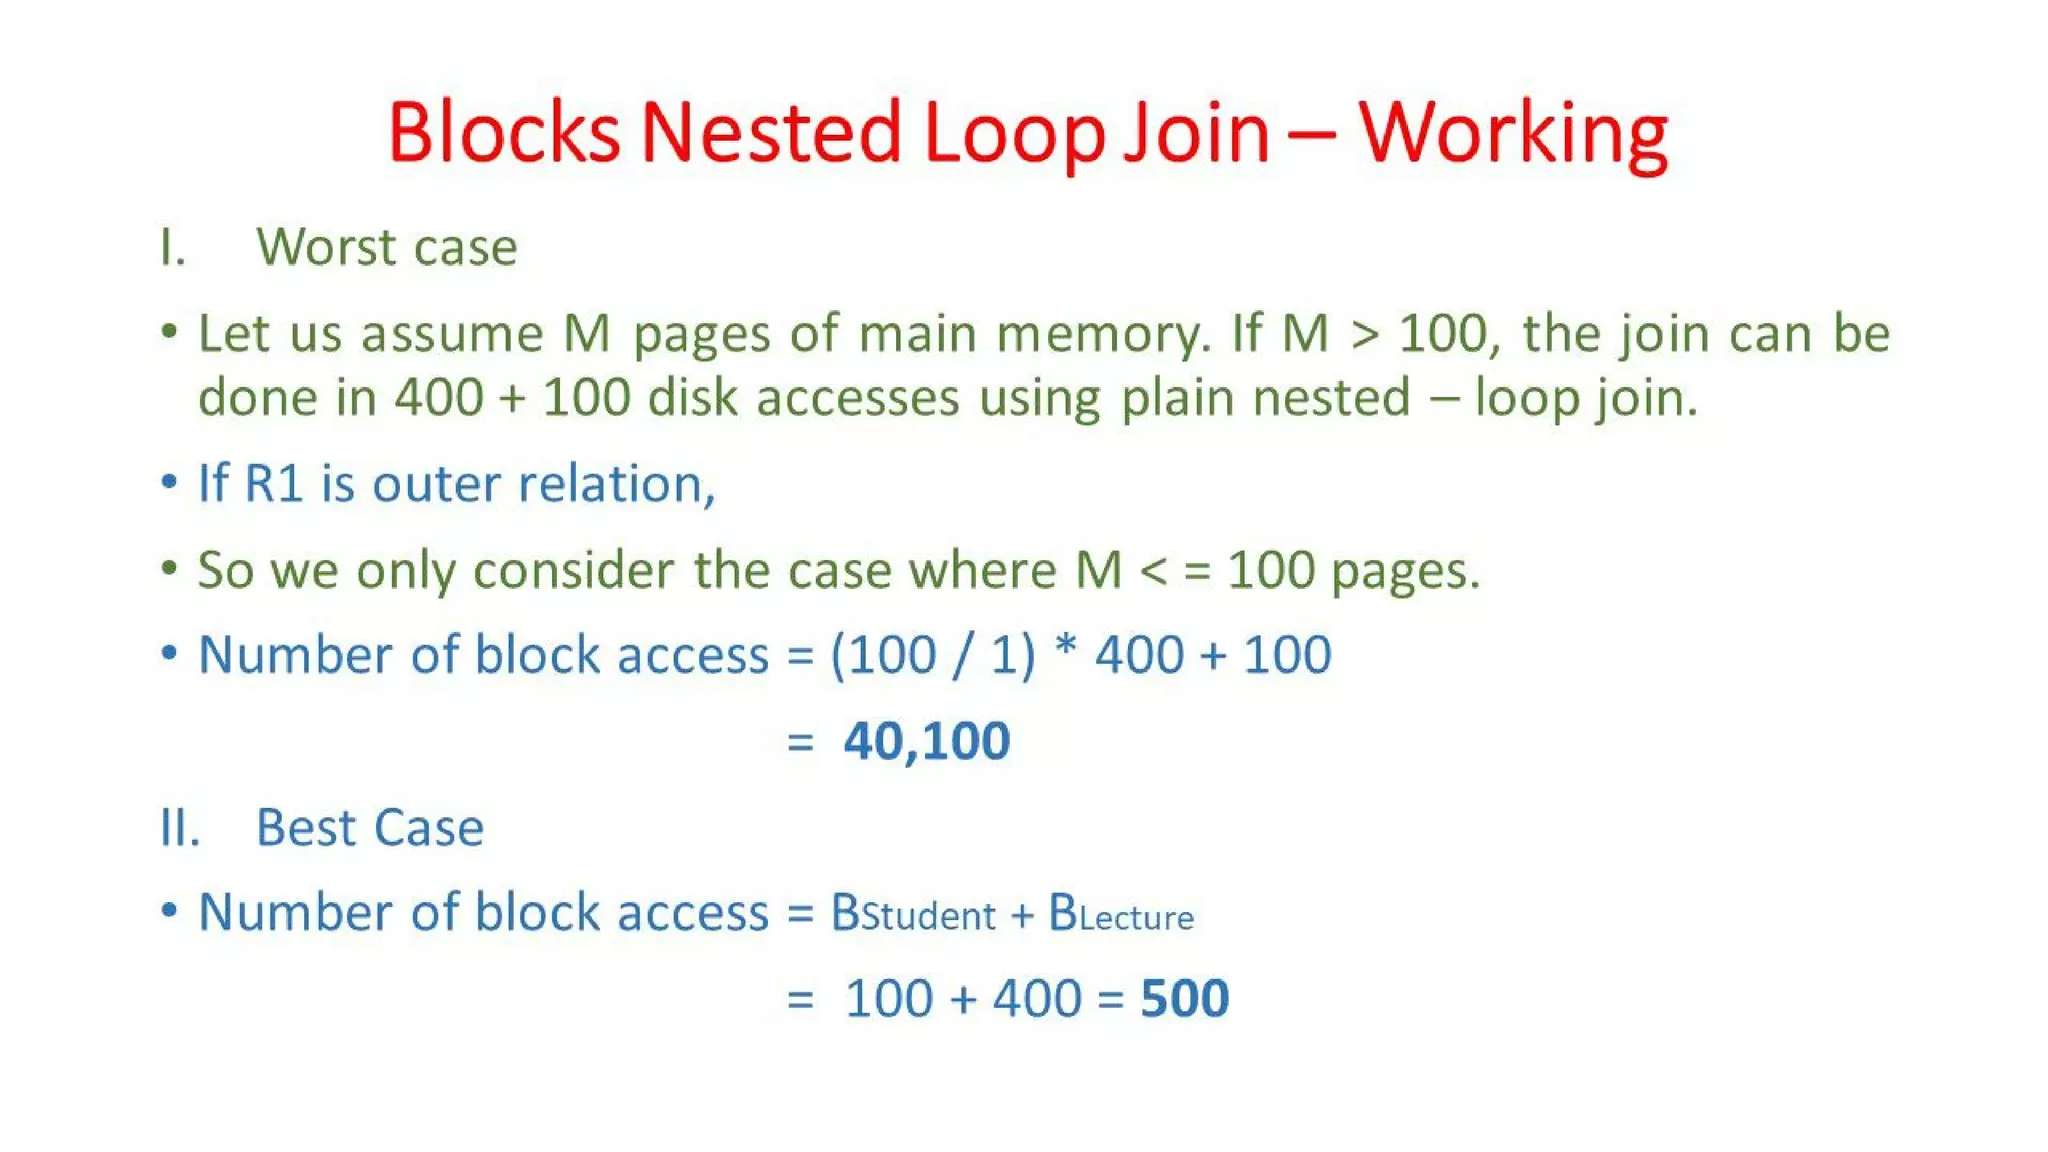 Blocks Nested Loop Join – Working
I. Worst case
• Let us assume M pages of main memory. If M > 100, the join can be
done in 400 + 100 disk accesses using plain nested – loop join.
• If R1 is outer relation,
• So we only consider the case where M < = 100 pages.
• Number of block access = (100 / 1) * 400 + 100
= 40,100
II. Best Case
• Number of block access = BStudent + BLecture
= 100 + 400 = 500